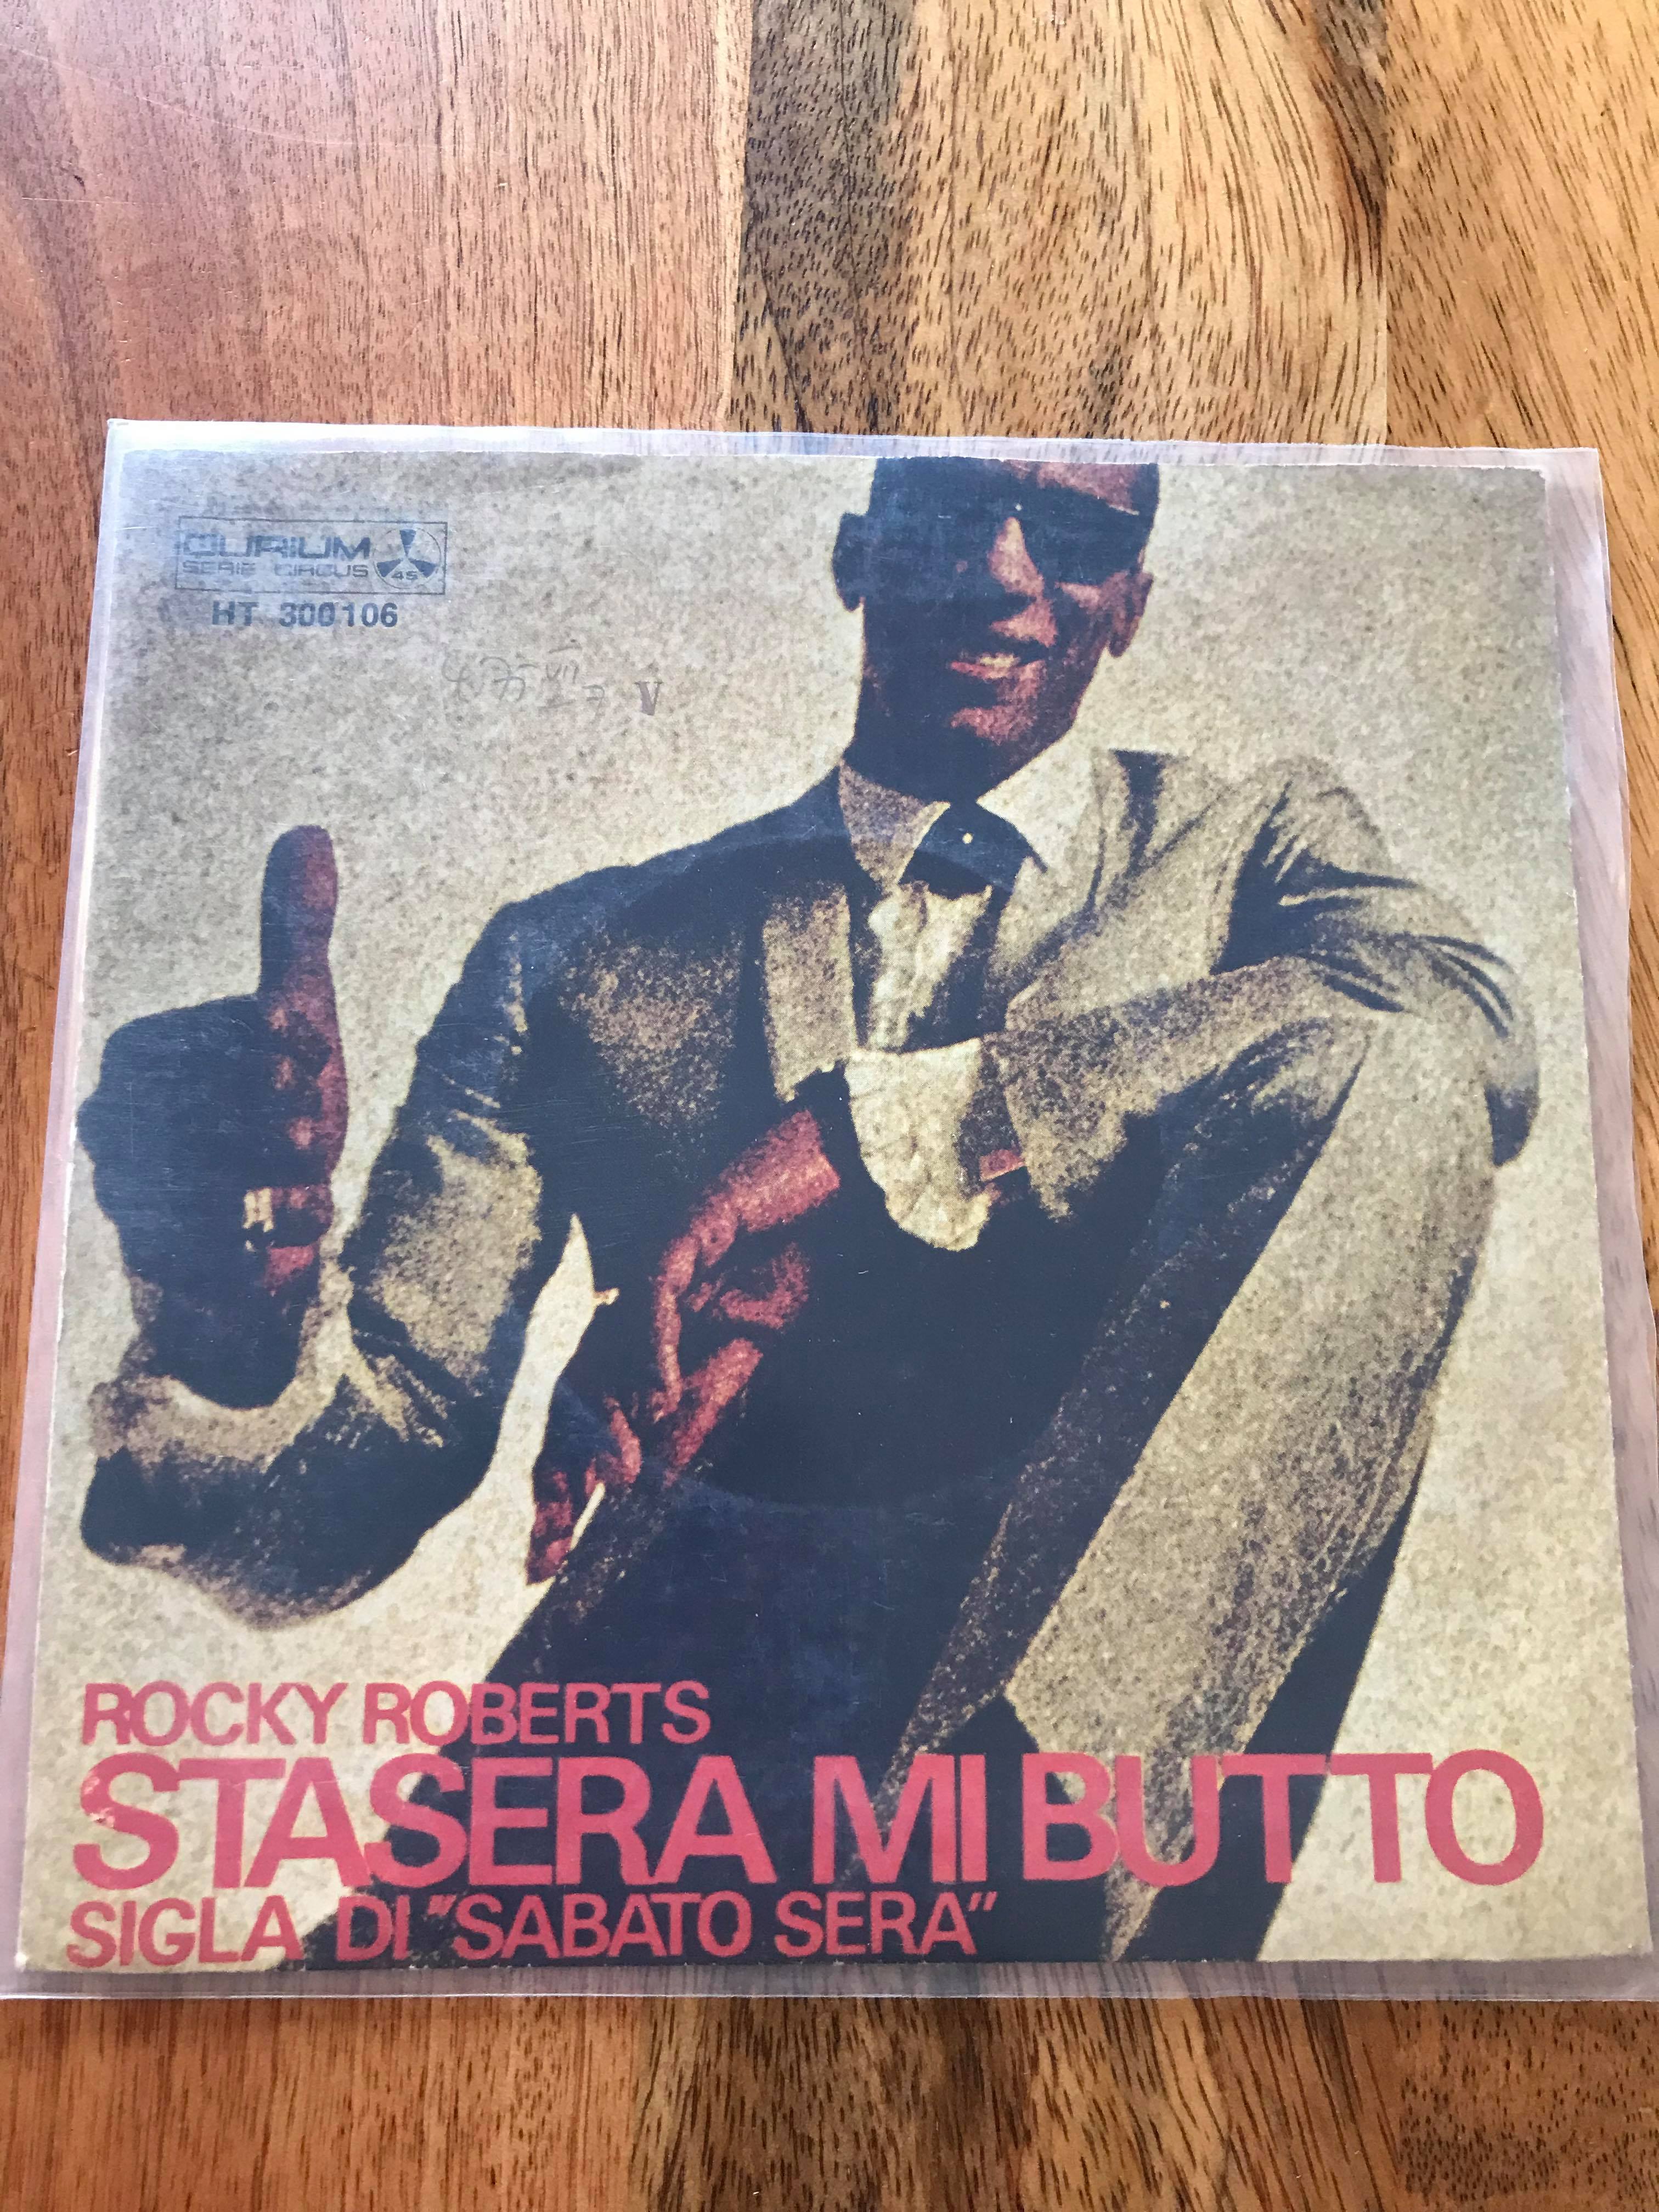 DURIUM
SERIE CIRCUS 45
HT 300106
V
ROCKY ROBERTS
STASERA MI BUTTO
SIGLA DI "SABATO SERA"